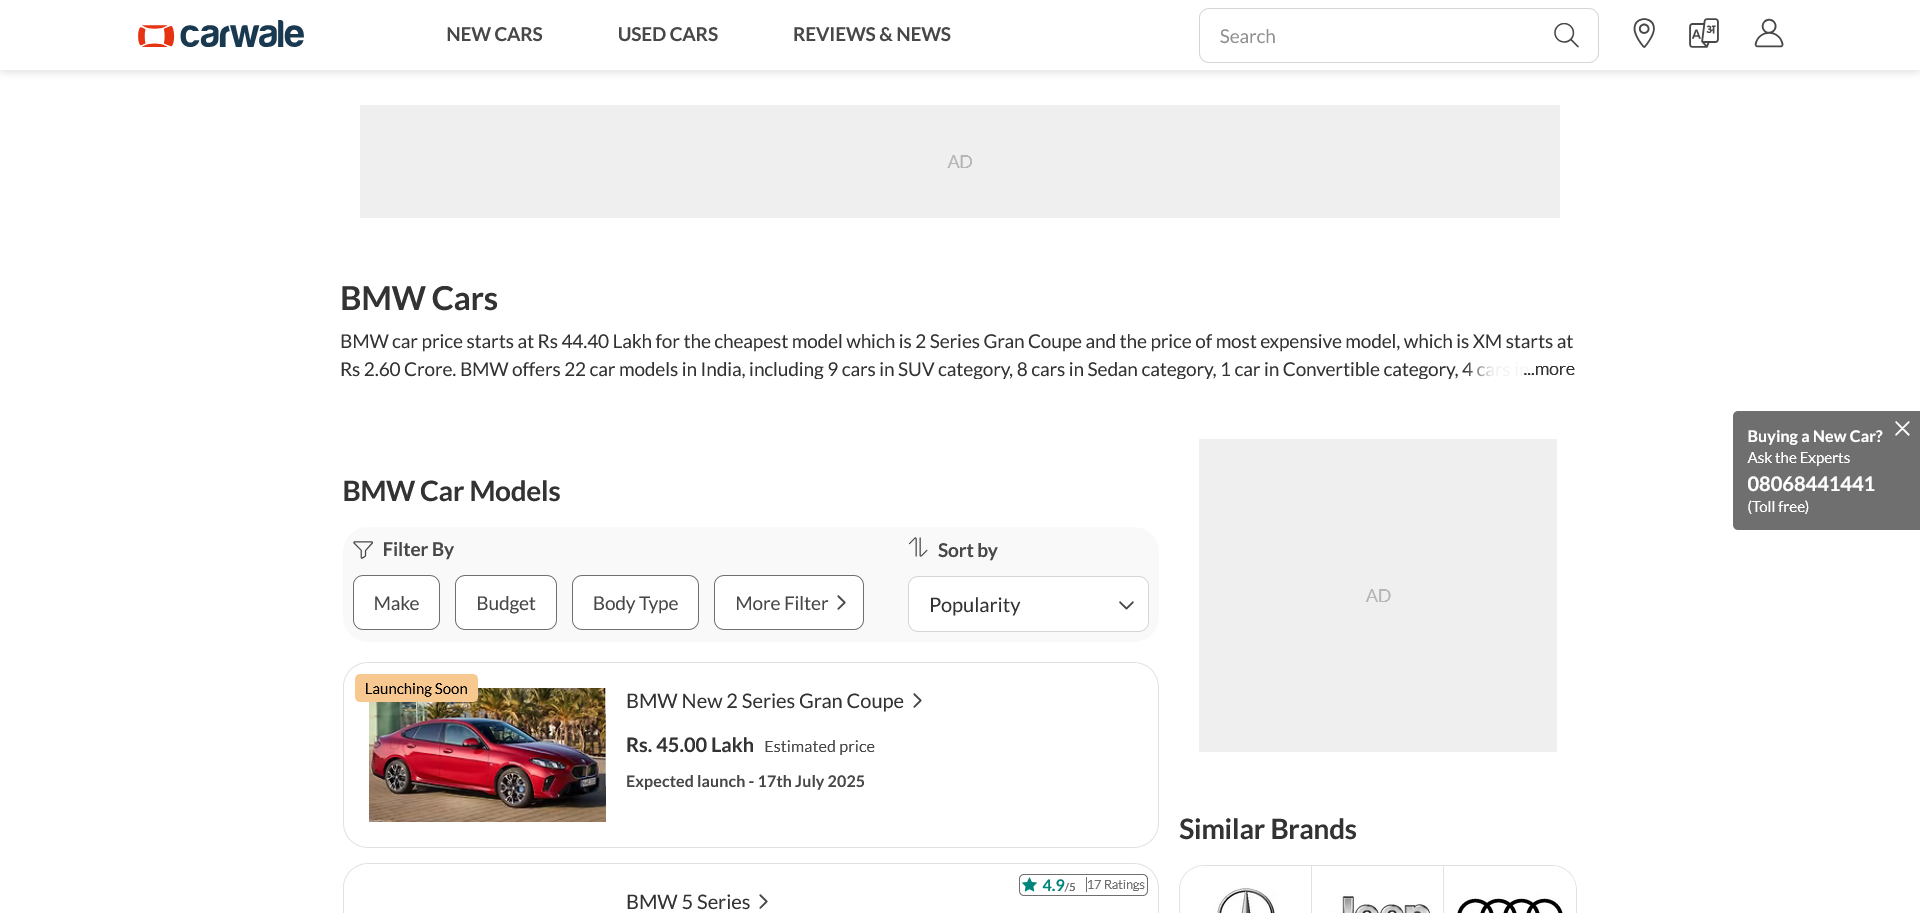 carwale
NEW CARS
USED CARS
REVIEWS & NEWS
Search
A
अ
AD
BMW Cars
BMW car price starts at Rs 44.40 Lakh for the cheapest model which is 2 Series Gran Coupe and the price of most expensive model, which is XM starts at
Rs 2.60 Crore. BMW offers 22 car models in India, including 9 cars in SUV category, 8 cars in Sedan category, 1 car in Convertible category, 4 cars ...more
Buying a New Car?
Ask the Experts
08068441441
(Toll free)
BMW Car Models
Filter By
Make
Budget
Body Type
More Filter
Sort by
Popularity
AD
Launching Soon
BMW New 2 Series Gran Coupe
Rs. 45.00 Lakh Estimated price
Expected launch - 17th July 2025
Similar Brands
4.9/5 17 Ratings
BMW 5 Series
Jeep